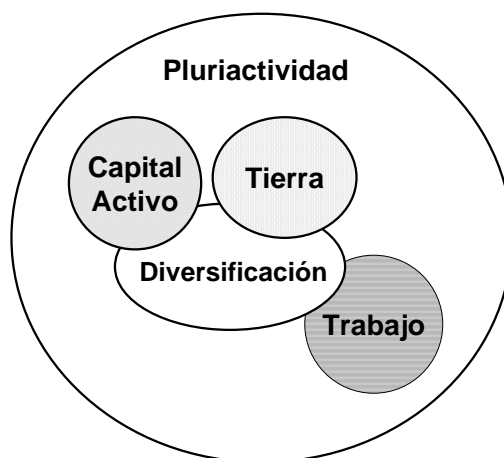 Pluriactividad
Capital
Activo
Tierra
Diversificación
Trabajo